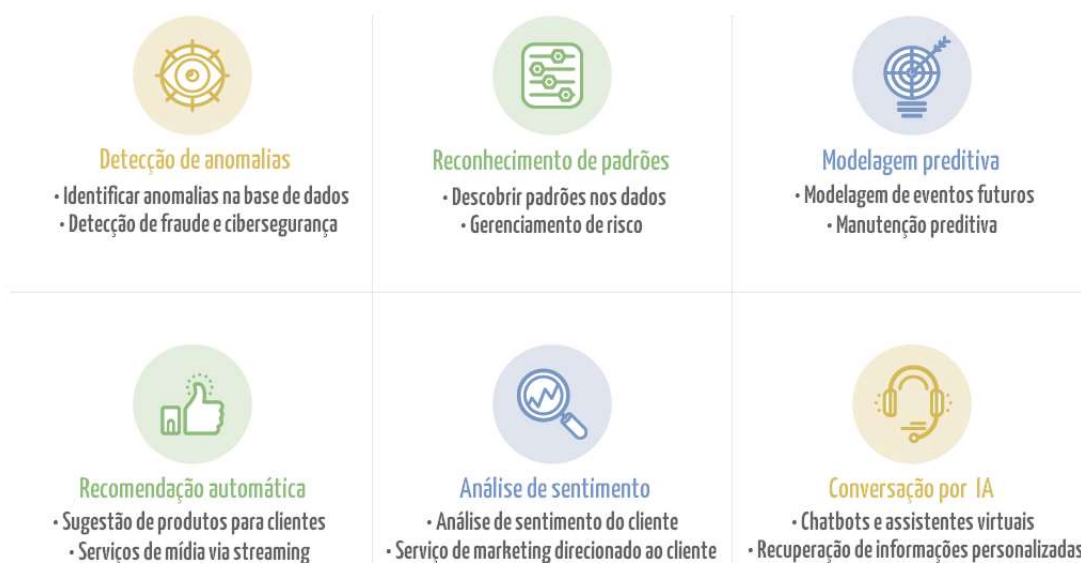 Detecção de anomalias
• Identificar anomalias na base de dados
• Detecção de fraude e cibersegurança
Reconhecimento de padrões
• Descobrir padrões nos dados
• Gerenciamento de risco
Modelagem preditiva
• Modelagem de eventos futuros
• Manutenção preditiva
Recomendação automática
• Sugestão de produtos para clientes
• Serviços de mídia via streaming
Análise de sentimento
• Análise de sentimento do cliente
• Serviço de marketing direcionado ao cliente
Conversação por IA
• Chatbots e assistentes virtuais
• Recuperação de informações personalizadas